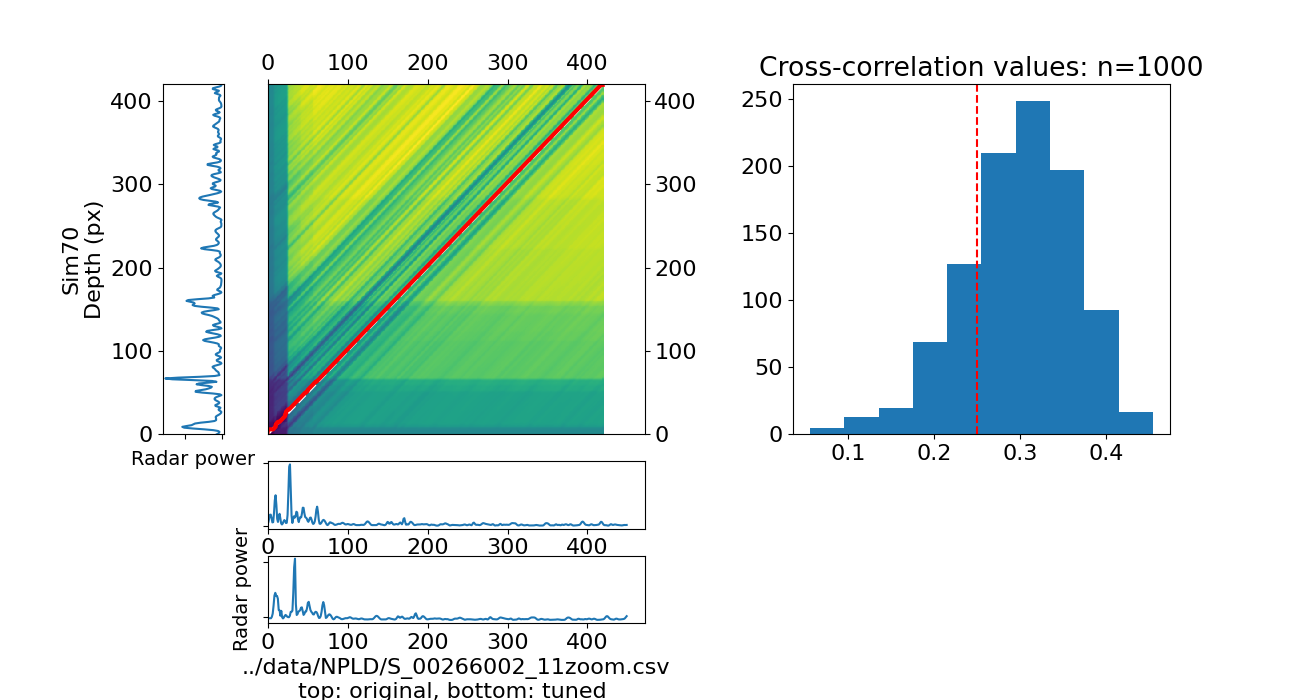 0 100 200 300 400
Cross-correlation values: n=1000
400
300
200
100
0
Sim70
Depth (px)
400
300
200
100
0
250
200
150
100
50
0
0.1 0.2 0.3 0.4
Radar power
0 100 200 300 400
Radar power
0 100 200 300 400
../data/NPLD/S_00266002_11zoom.csv
top: original, bottom: tuned